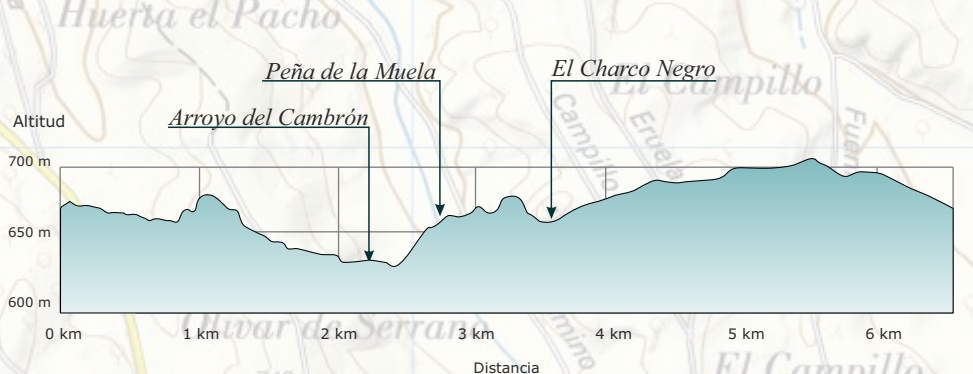 Huerta el Pacho
Peña de la Muela
El Charco Negro
El Campillo
Arroyo del Cambrón
Campillo
Eruela
Altitud
700 m
650 m
600 m
0 km
1 km
2 km
3 km
4 km
5 km
6 km
Olivar de Serran
mino
El Campillo
Distancia